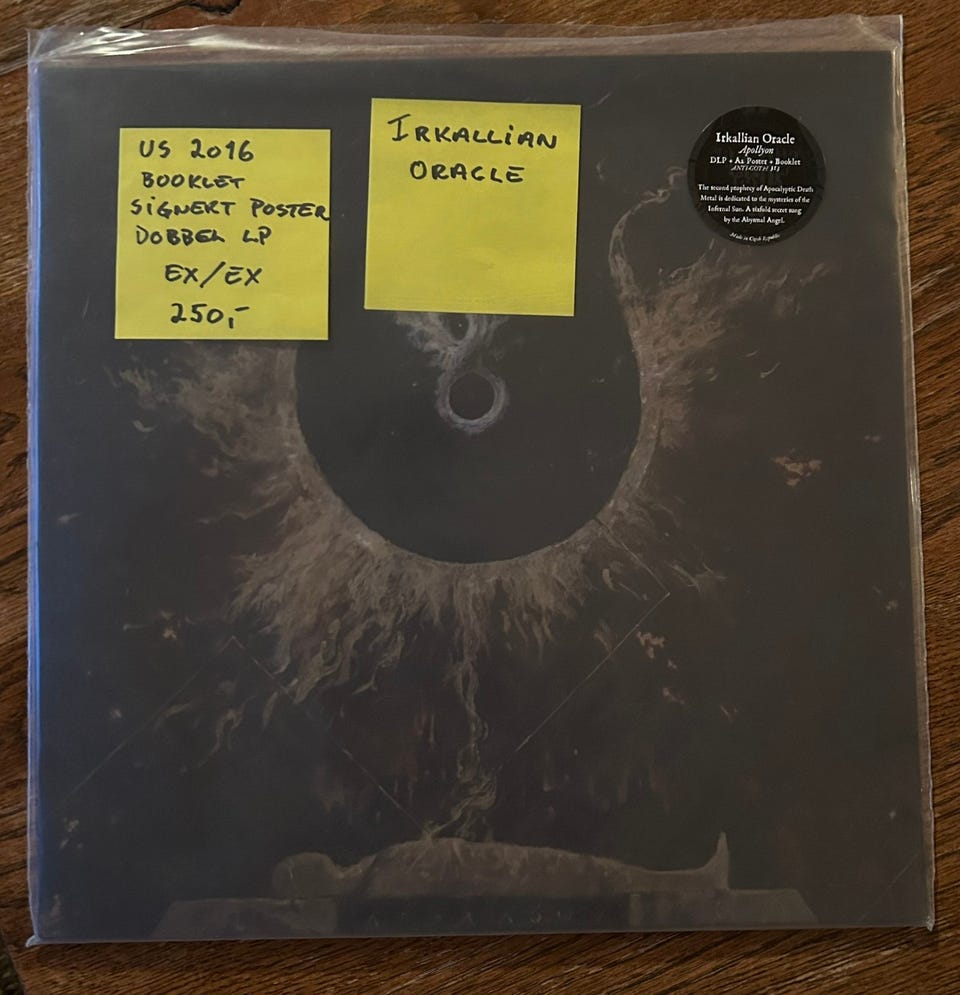 US 2016
BOOKLET
SIGNERT POSTER
DOBBEL LP
EX/EX
250,-
IRKALLIAN
ORACLE
Irkallian Oracle
Apollyon
DLP + A2 Poster + Booklet
ANTI-GOTH
The second prophecy of Apocalyptic Death
Metal is dedicated to the mysteries of the
Infernal Sun. A sixfold secret sung
by the Abysmal Angel.
Made in Czech Republic